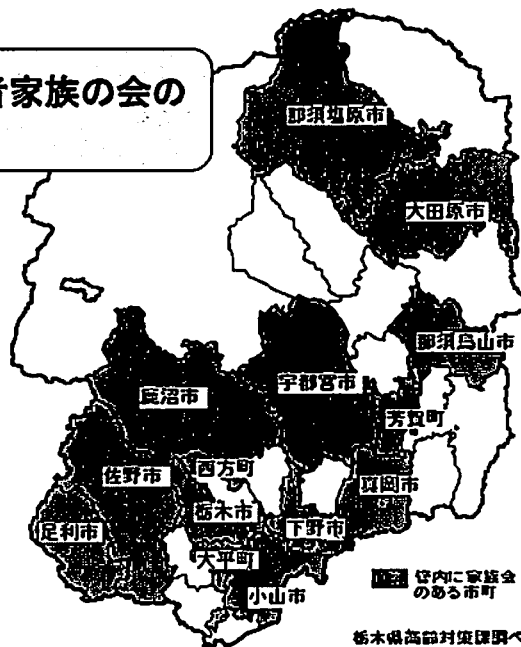 者家族の会の
那須塩原市
大田原市
那須烏山市
宇都宮市
鹿沼市
芳賀町
西方町
佐野市
真岡市
栃木市
足利市
下野市
大平町
小山市
管内に家族会
のある市町
栃木県高齢対策課調べ